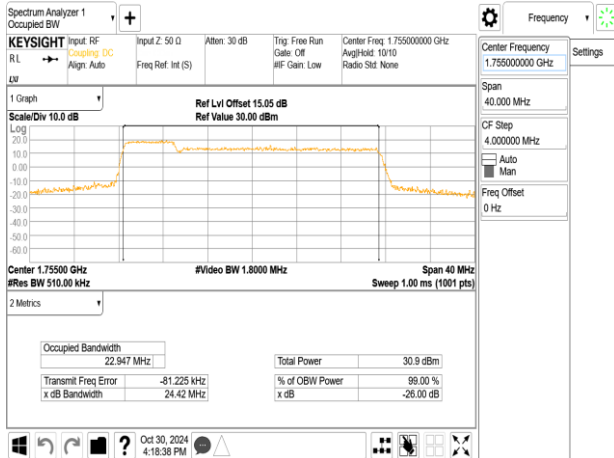 Spectrum Analyzer 1
Occupied BW
+
Frequency
KEYSIGHT
RL
Input: RF
Coupling: DC
Align: Auto
Input Z: 50 Ω
Freq Ref: Int (S)
Atten: 30 dB
Trig: Free Run
Gate: Off
#IF Gain: Low
Center Freq: 1.755000000 GHz
Avg|Hold: 10/10
Radio Std: None
Center Frequency
1.755000000 GHz
Settings
Span
40.000 MHz
CF Step
4.000000 MHz
Auto
Man
Freq Offset
0 Hz
1 Graph
Scale/Div 10.0 dB
Ref Lvl Offset 15.05 dB
Ref Value 30.00 dBm
Log
20.0
10.0
0.00
-10.0
-20.0
-30.0
-40.0
-50.0
-60.0
Center 1.75500 GHz
#Video BW 1.8000 MHz
Span 40 MHz
#Res BW 510.00 kHz
Sweep 1.00 ms (1001 pts)
2 Metrics
Occupied Bandwidth
22.947 MHz
Total Power
30.9 dBm
Transmit Freq Error
-81.225 kHz
% of OBW Power
99.00 %
x dB Bandwidth
24.42 MHz
x dB
-26.00 dB
?
Oct 30, 2024
4:18:38 PM